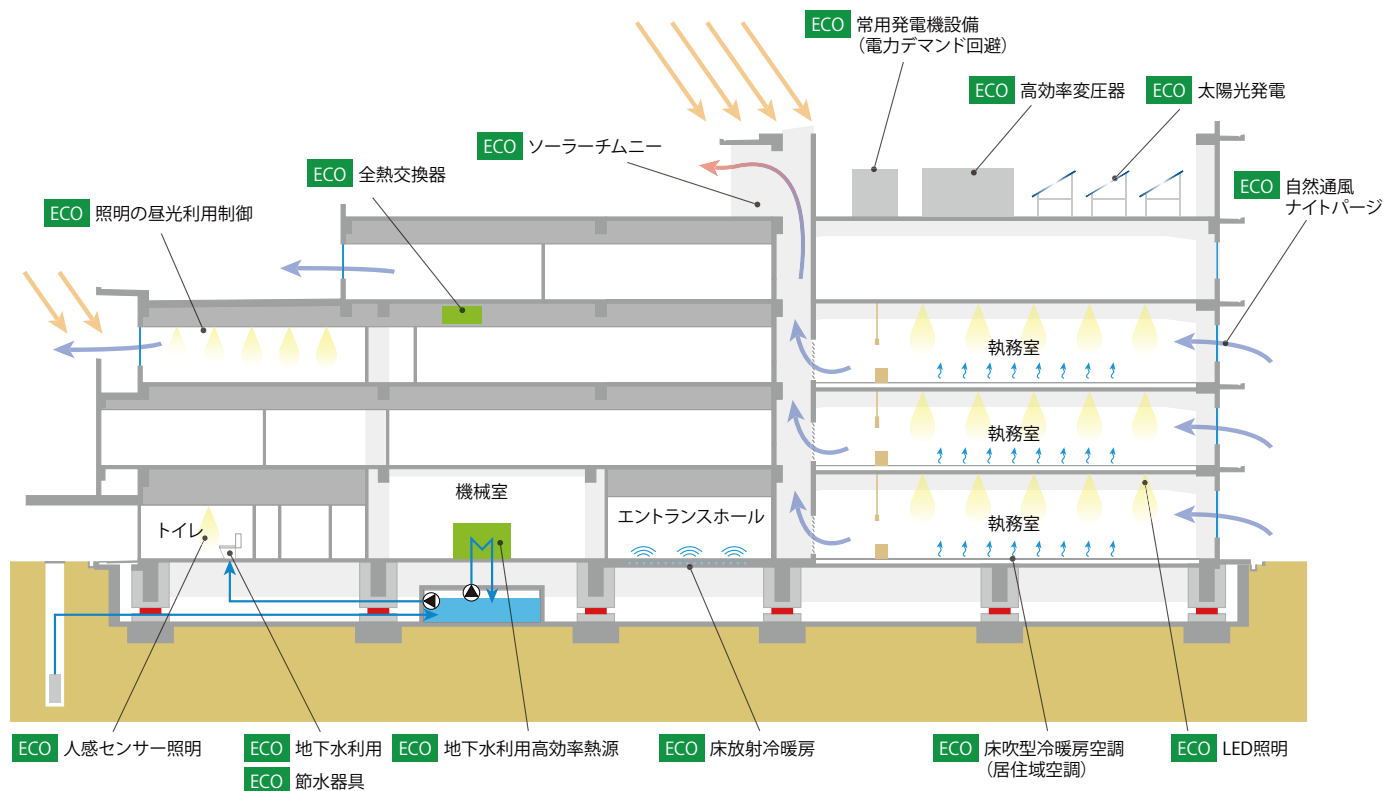 ECO 常用発電機設備
(電力デマンド回避)
ECO 高効率変圧器
ECO 太陽光発電
ECO ソーラーチムニー
ECO 全熱交換器
ECO 自然通風
ナイトパージ
ECO 照明の昼光利用制御
執務室
執務室
機械室
トイレ
エントランスホール
執務室
ECO 人感センサー照明
ECO 地下水利用
ECO 節水器具
ECO 地下水利用高効率熱源
ECO 床放射冷暖房
ECO 床吹型冷暖房空調
(居住域空調)
ECO LED照明